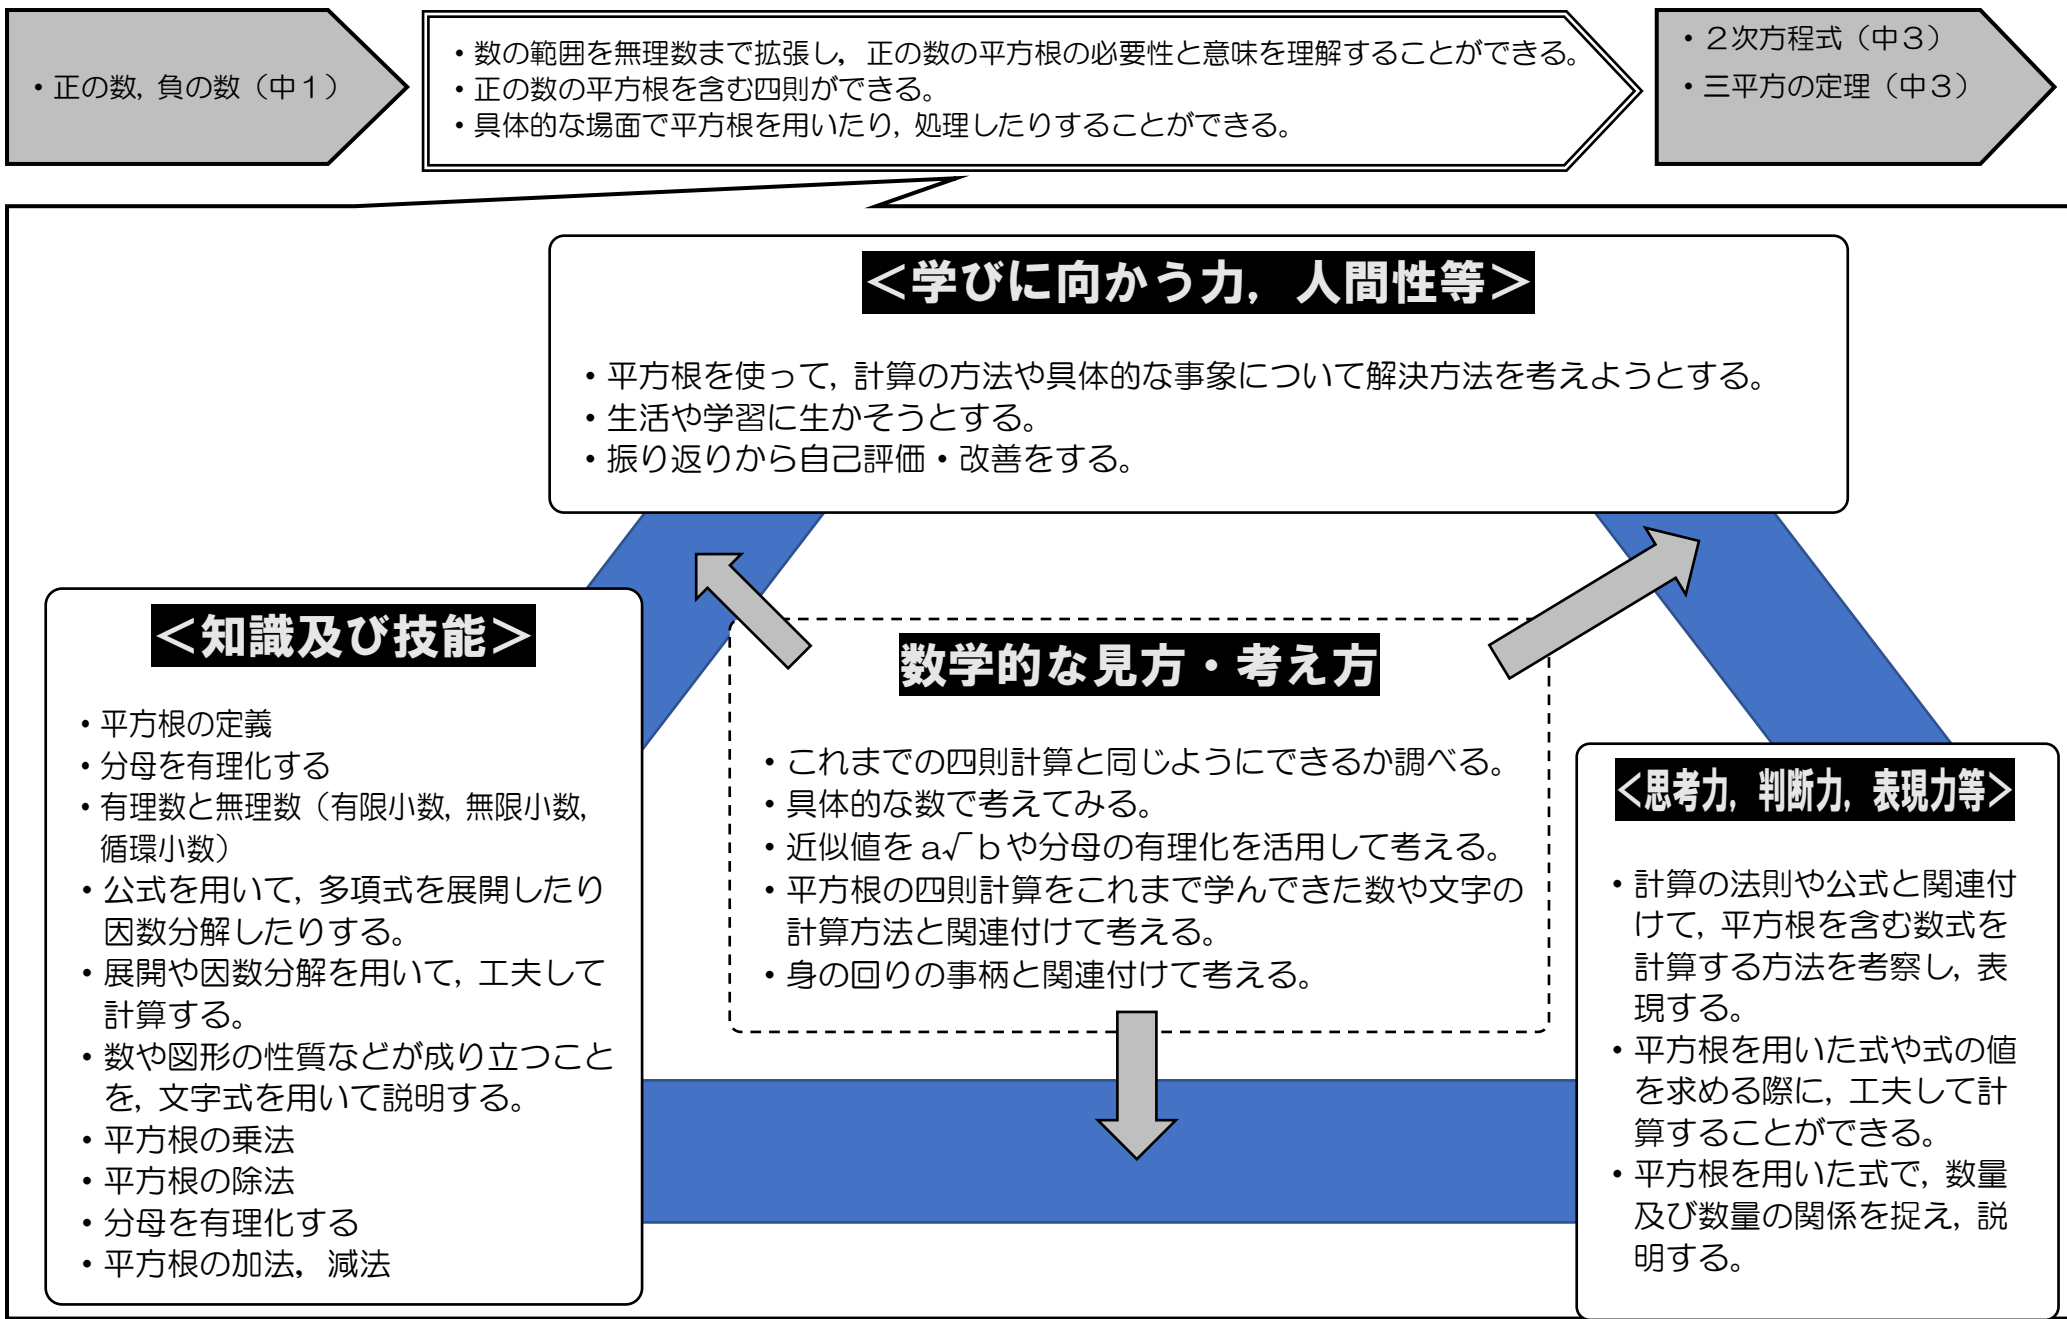 ・正の数，負の数（中１）
・数の範囲を無理数まで拡張し，正の数の平方根の必要性と意味を理解することができる。
・正の数の平方根を含む四則ができる。
・具体的な場面で平方根を用いたり，処理したりすることができる。
・２次方程式（中３）
・三平方の定理（中３）
＜学びに向かう力，人間性等＞
・平方根を使って，計算の方法や具体的な事象について解決方法を考えようとする。
・生活や学習に生かそうとする。
・振り返りから自己評価・改善をする。
＜知識及び技能＞
・平方根の定義
・分母を有理化する
・有理数と無理数（有限小数，無限小数，
循環小数）
・公式を用いて，多項式を展開したり
因数分解したりする。
・展開や因数分解を用いて，工夫して
計算する。
・数や図形の性質などが成り立つこと
を，文字式を用いて説明する。
・平方根の乗法
・平方根の除法
・分母を有理化する
・平方根の加法，減法
数学的な見方・考え方
・これまでの四則計算と同じようにできるか調べる。
・具体的な数で考えてみる。
・近似値をａ√ｂや分母の有理化を活用して考える。
・平方根の四則計算をこれまで学んできた数や文字の
計算方法と関連付けて考える。
・身の回りの事柄と関連付けて考える。
＜思考力，判断力，表現力等＞
・計算の法則や公式と関連付
けて，平方根を含む数式を
計算する方法を考察し，表
現する。
・平方根を用いた式や式の値
を求める際に，工夫して計
算することができる。
・平方根を用いた式で，数量
及び数量の関係を捉え，説
明する。